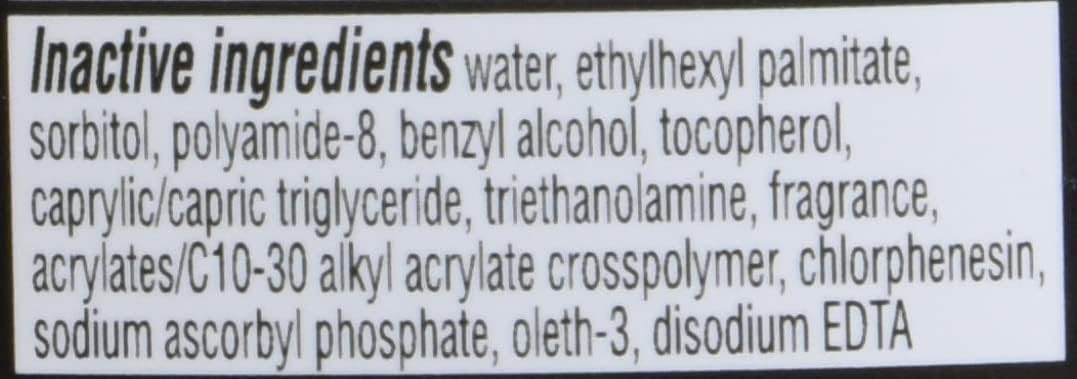 Inactive ingredients water, ethylhexyl palmitate,
sorbitol, polyamide-8, benzyl alcohol, tocopherol,
caprylic/capric triglyceride, triethanolamine, fragrance,
acrylates/C10-30 alkyl acrylate crosspolymer, chlorphenesin,
sodium ascorbyl phosphate, oleth-3, disodium EDTA